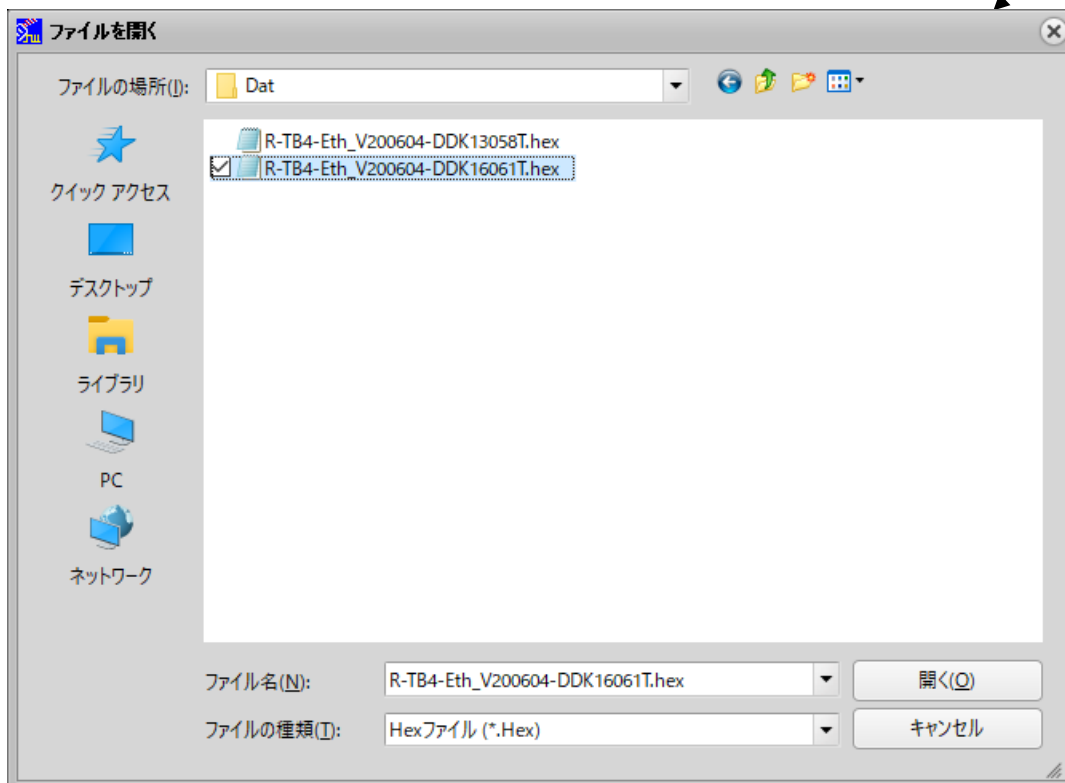 ファイルを開く
ファイルの場所(I):
Dat
R-TB4-Eth_V200604-DDK13058T.hex
R-TB4-Eth_V200604-DDK16061T.hex
クイック アクセス
デスクトップ
ライブラリ
PC
ネットワーク
ファイル名(N):
R-TB4-Eth_V200604-DDK16061T.hex
開く(O)
ファイルの種類(T):
Hexファイル (*.Hex)
キャンセル